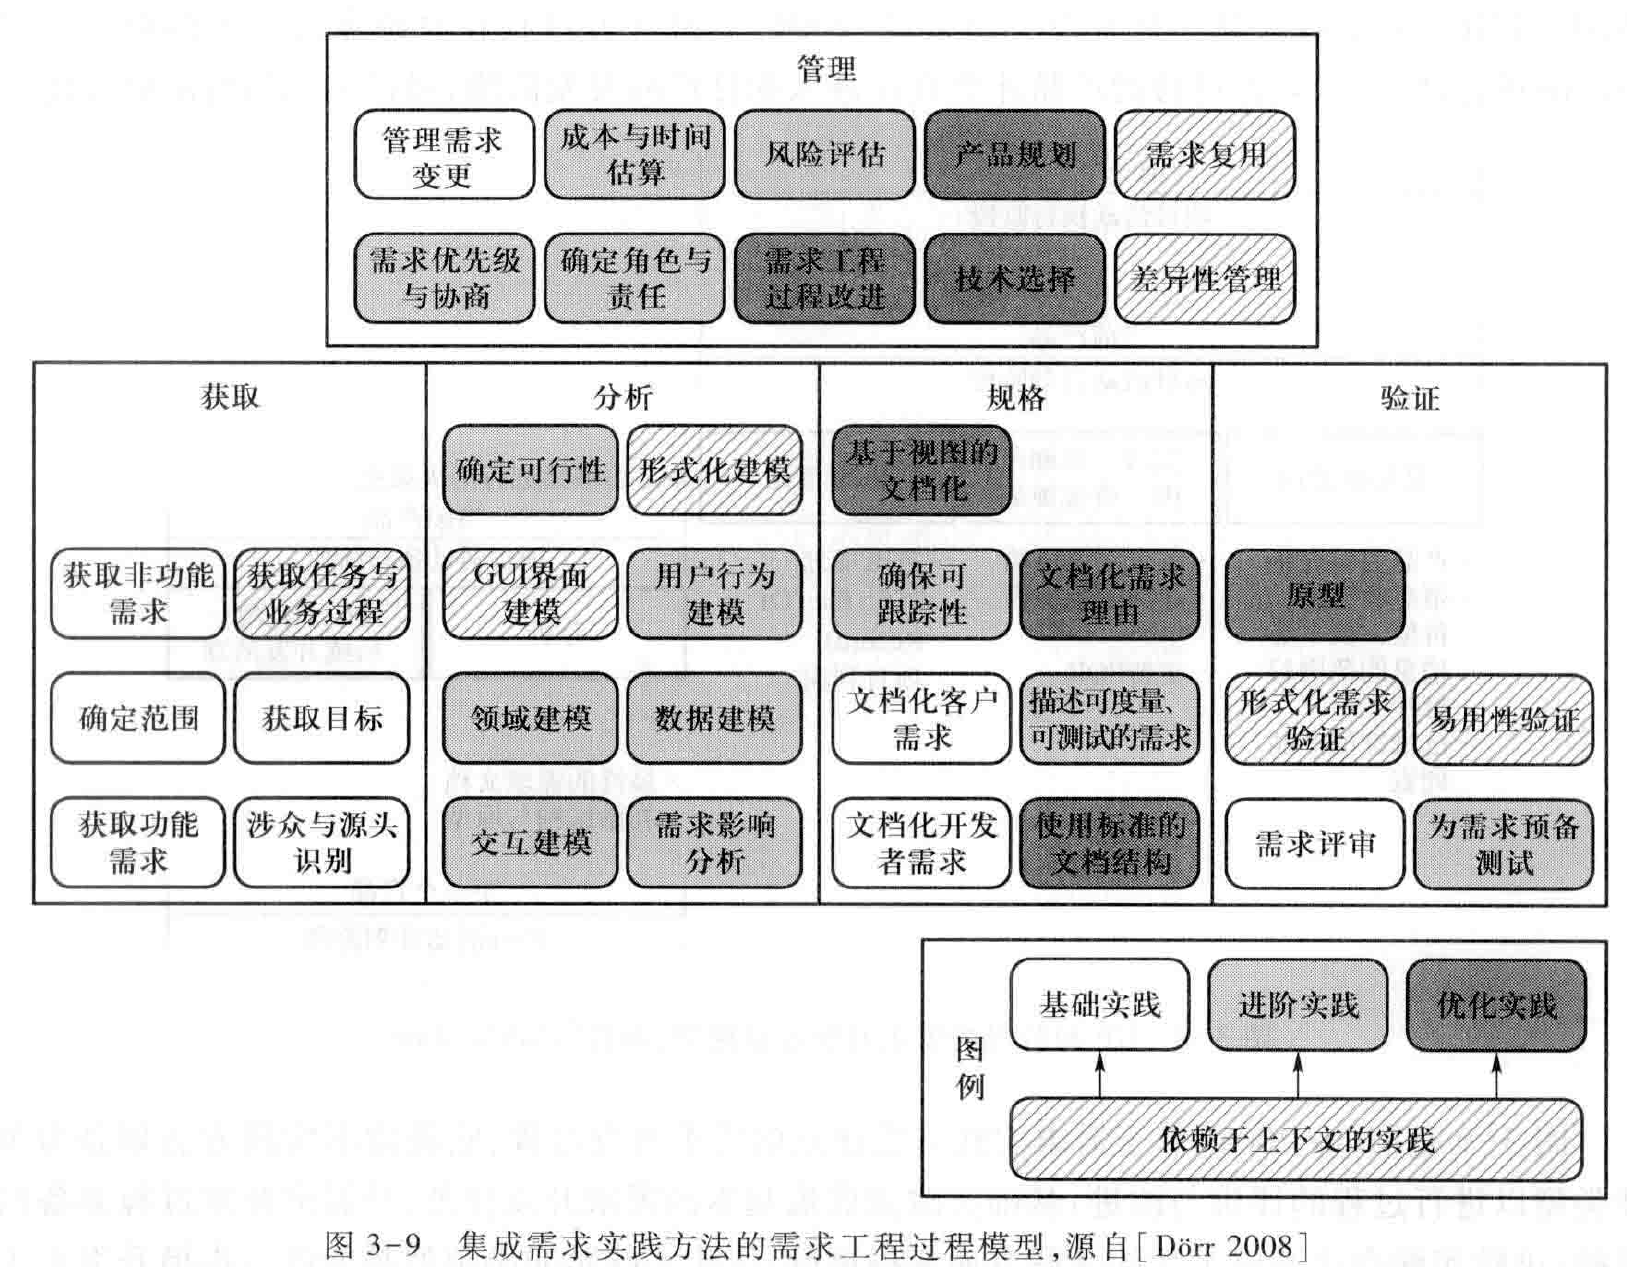 管理
管理需求
变更
成本与时间
估算
风险评估
产品规划
需求复用
需求优先级
与协商
确定角色与
责任
需求工程
过程改进
技术选择
差异性管理
获取
获取非功能
需求
获取任务与
业务过程
确定范围
获取目标
获取功能
需求
涉众与源头
识别
分析
确定可行性
形式化建模
GUI界面
建模
用户行为
建模
领域建模
数据建模
交互建模
需求影响
分析
规格
基于视图的
文档化
确保可
跟踪性
文档化需求
理由
文档化客户
需求
描述可度量、
可测试的需求
文档化开发
者需求
使用标准的
文档结构
验证
原型
形式化需求
验证
易用性验证
需求评审
为需求预备
测试
图
例
基础实践
进阶实践
优化实践
依赖于上下文的实践
图 3-9 集成需求实践方法的需求工程过程模型,源自[Dörr 2008]